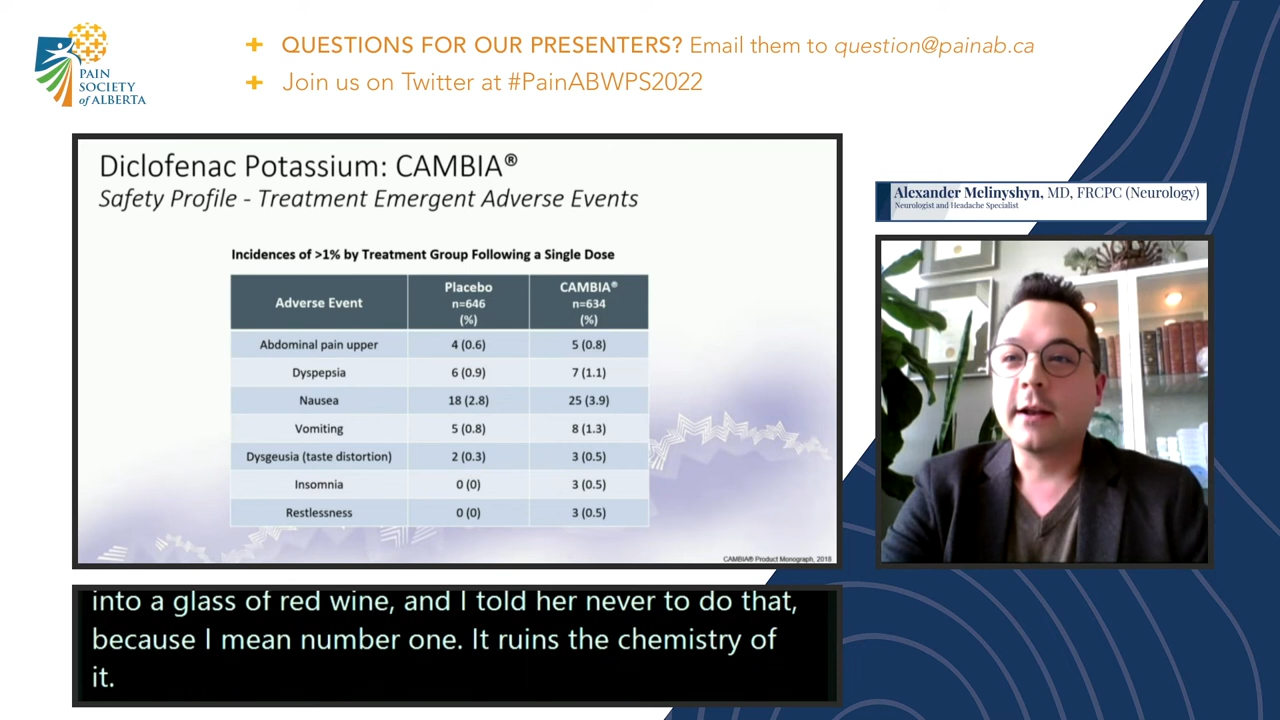 PAIN
SOCIETY
of ALBERTA
+ QUESTIONS FOR OUR PRESENTERS? Email them to question@painab.ca
+ Join us on Twitter at #PainABWPS2022
Diclofenac Potassium: CAMBIA®
Safety Profile - Treatment Emergent Adverse Events
Incidences of >1% by Treatment Group Following a Single Dose
Adverse Event Placebo n=646 (%) CAMBIA® n=634 (%)
Abdominal pain upper 4 (0.6) 5 (0.8)
Dyspepsia 6 (0.9) 7 (1.1)
Nausea 18 (2.8) 25 (3.9)
Vomiting 5 (0.8) 8 (1.3)
Dysgeusia (taste distortion) 2 (0.3) 3 (0.5)
Insomnia 0 (0) 3 (0.5)
Restlessness 0 (0) 3 (0.5)
CAMBIA® Product Monograph, 2018
Alexander Melinyshyn, MD, FRCPC (Neurology)
Neurologist and Headache Specialist
into a glass of red wine, and I told her never to do that,
because I mean number one. It ruins the chemistry of
it.